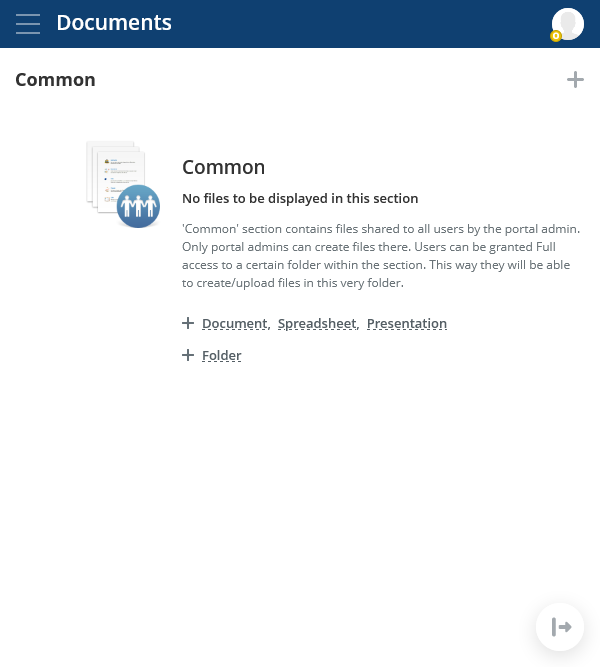 Documents
Common
Common
No files to be displayed in this section
'Common' section contains files shared to all users by the portal admin.
Only portal admins can create files there. Users can be granted Full
access to a certain folder within the section. This way they will be able
to create/upload files in this very folder.
Document, Spreadsheet, Presentation
Folder